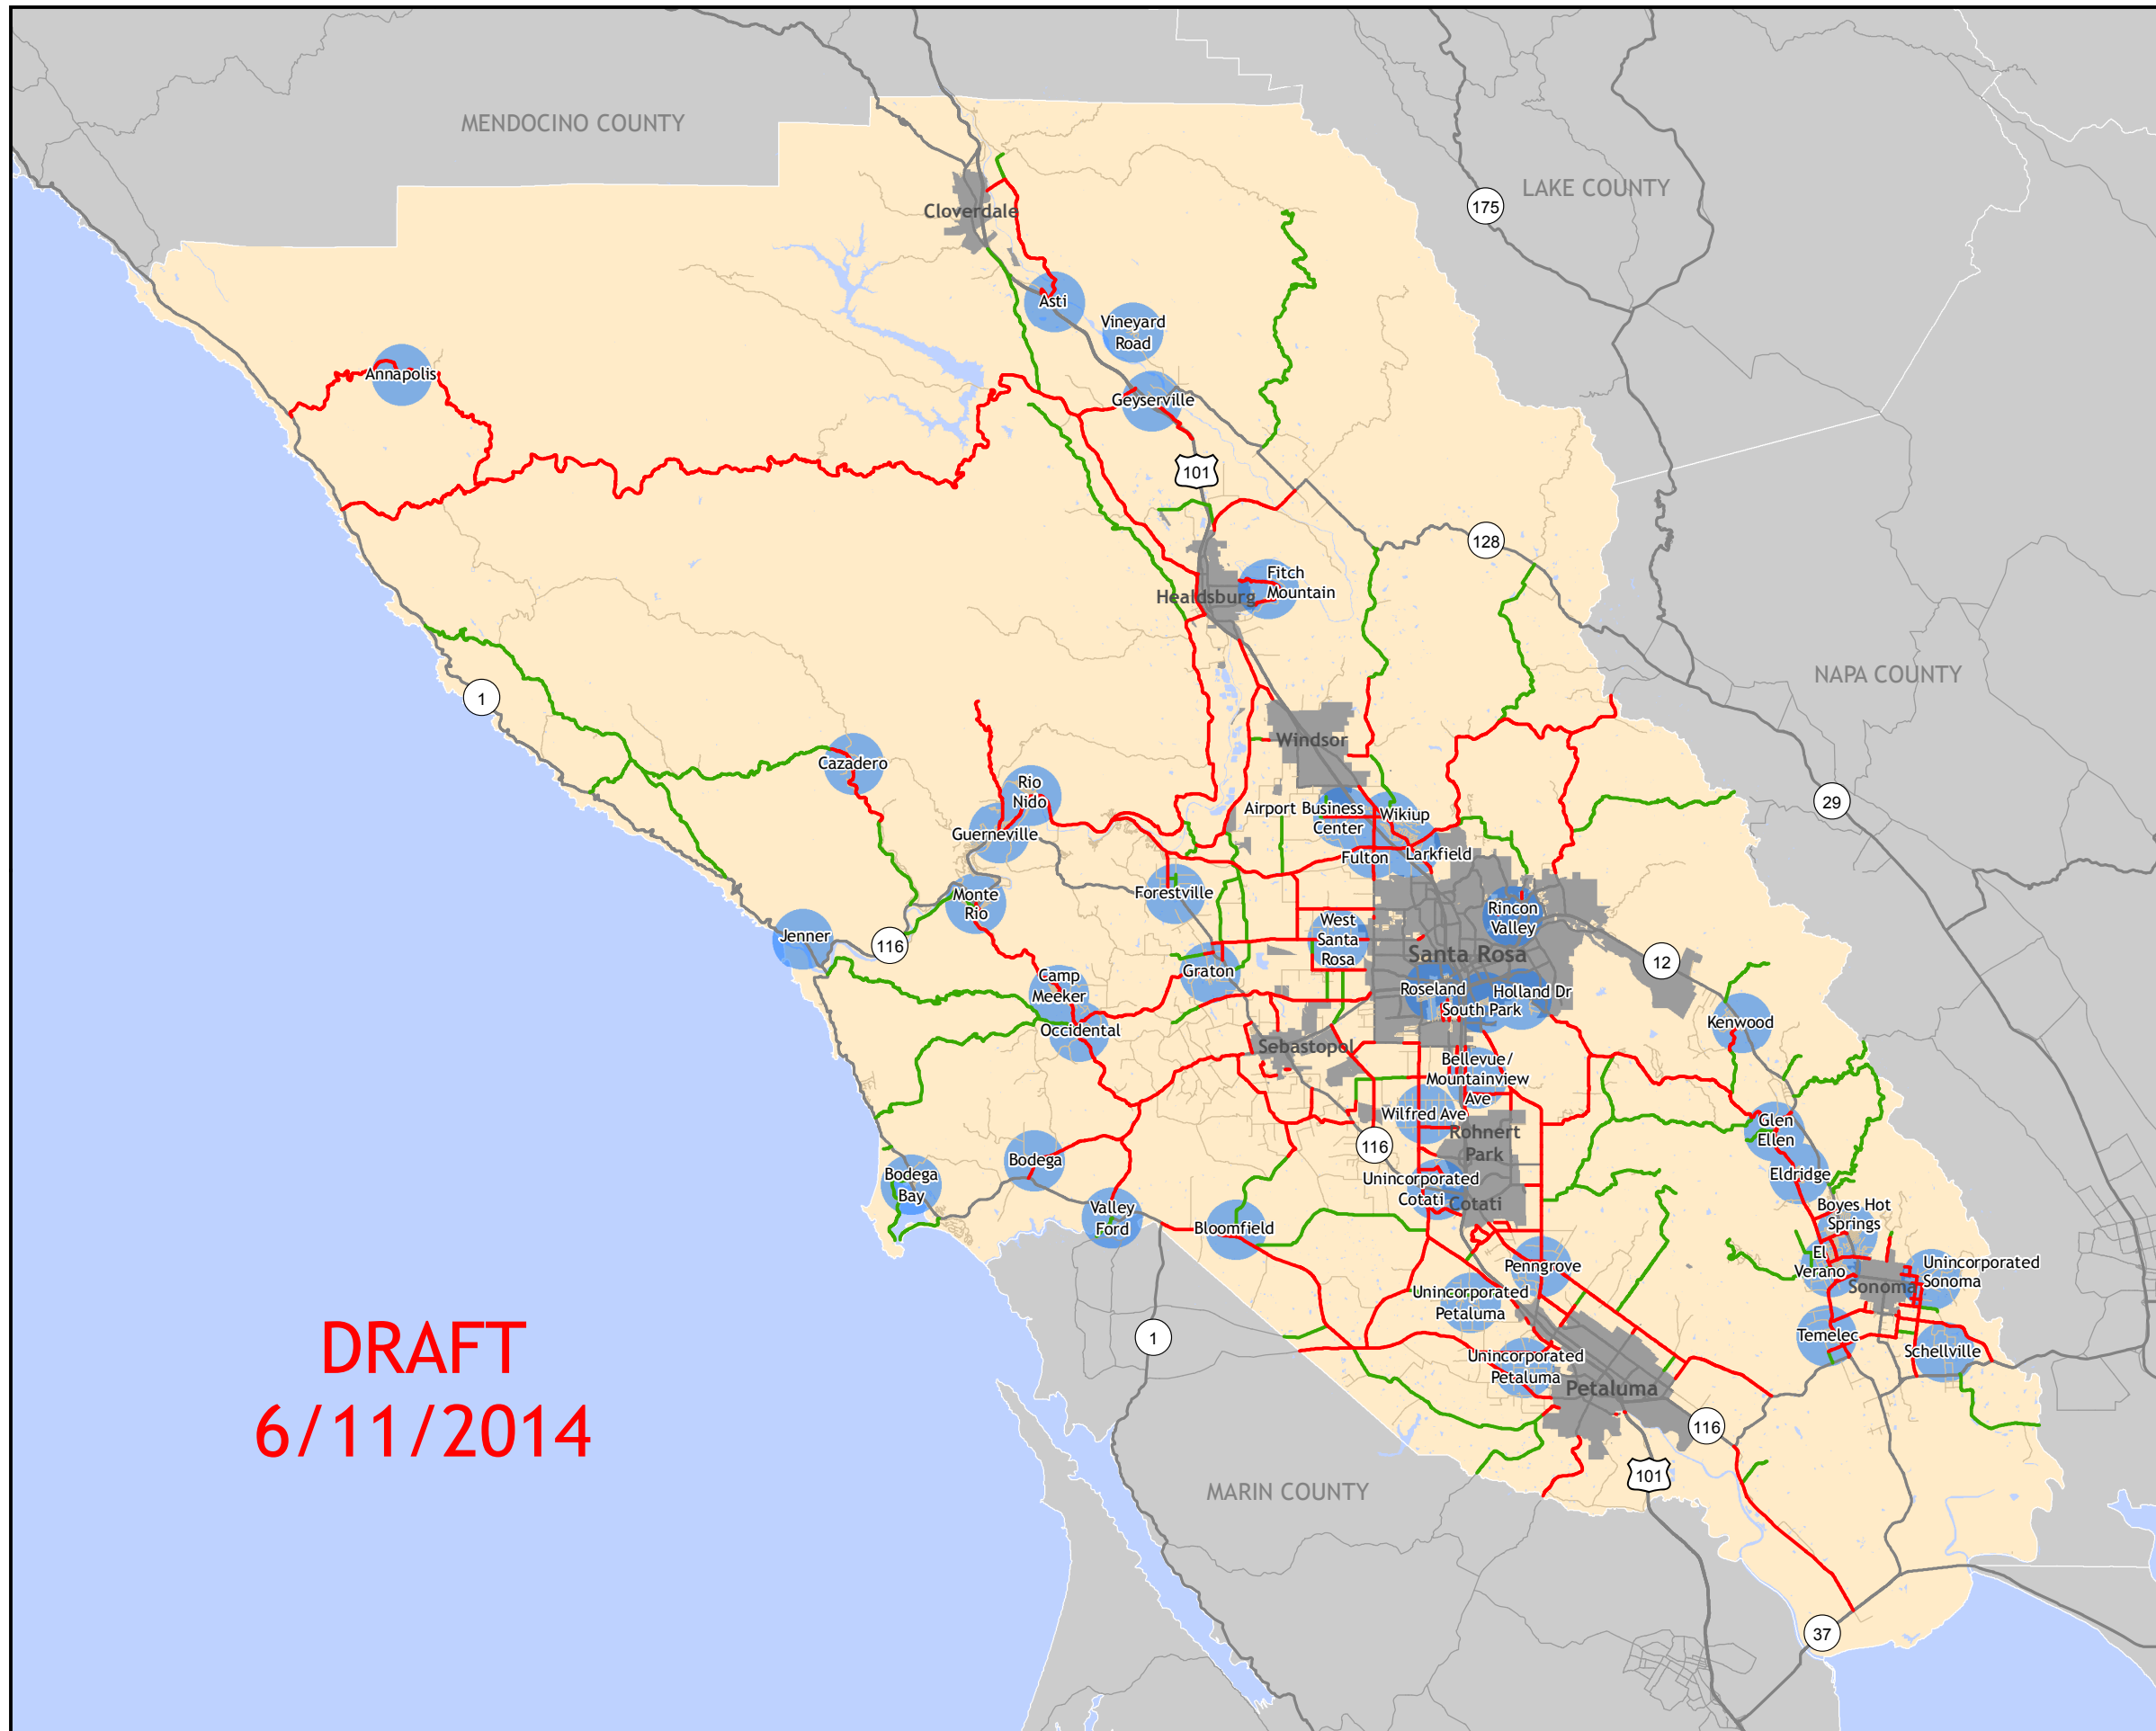 MENDOCINO COUNTY
LAKE COUNTY
175
Cloverdale
Asti
Vineyard
Road
Annapolis
Geyserville
101
128
Fitch
Mountain
Healdsburg
NAPA COUNTY
1
Windsor
Cazadero
Rio
Nido
29
Airport Business
Center
Wikiup
Guerneville
Fulton
Larkfield
Forestville
Monte
Rio
Rincon
Valley
West
Santa
Rosa
Jenner
116
Santa Rosa
12
Graton
Camp
Meeker
Roseland
Holland Dr
South Park
Kenwood
Occidental
Sebastopol
Bellevue/
Mountainview
Ave
Wilfred Ave
Rohnert
Park
116
Glen
Ellen
Bodega
Eldridge
Bodega
Bay
Unincorporated
Cotati
Cotati
Valley
Ford
Bloomfield
Boyes Hot
Springs
El
Verano
Penngrove
Unincorporated
Sonoma
Sonoma
Unincorporated
Petaluma
1
Temelec
Schellville
Unincorporated
Petaluma
Petaluma
DRAFT
6/11/2014
116
101
MARIN COUNTY
37